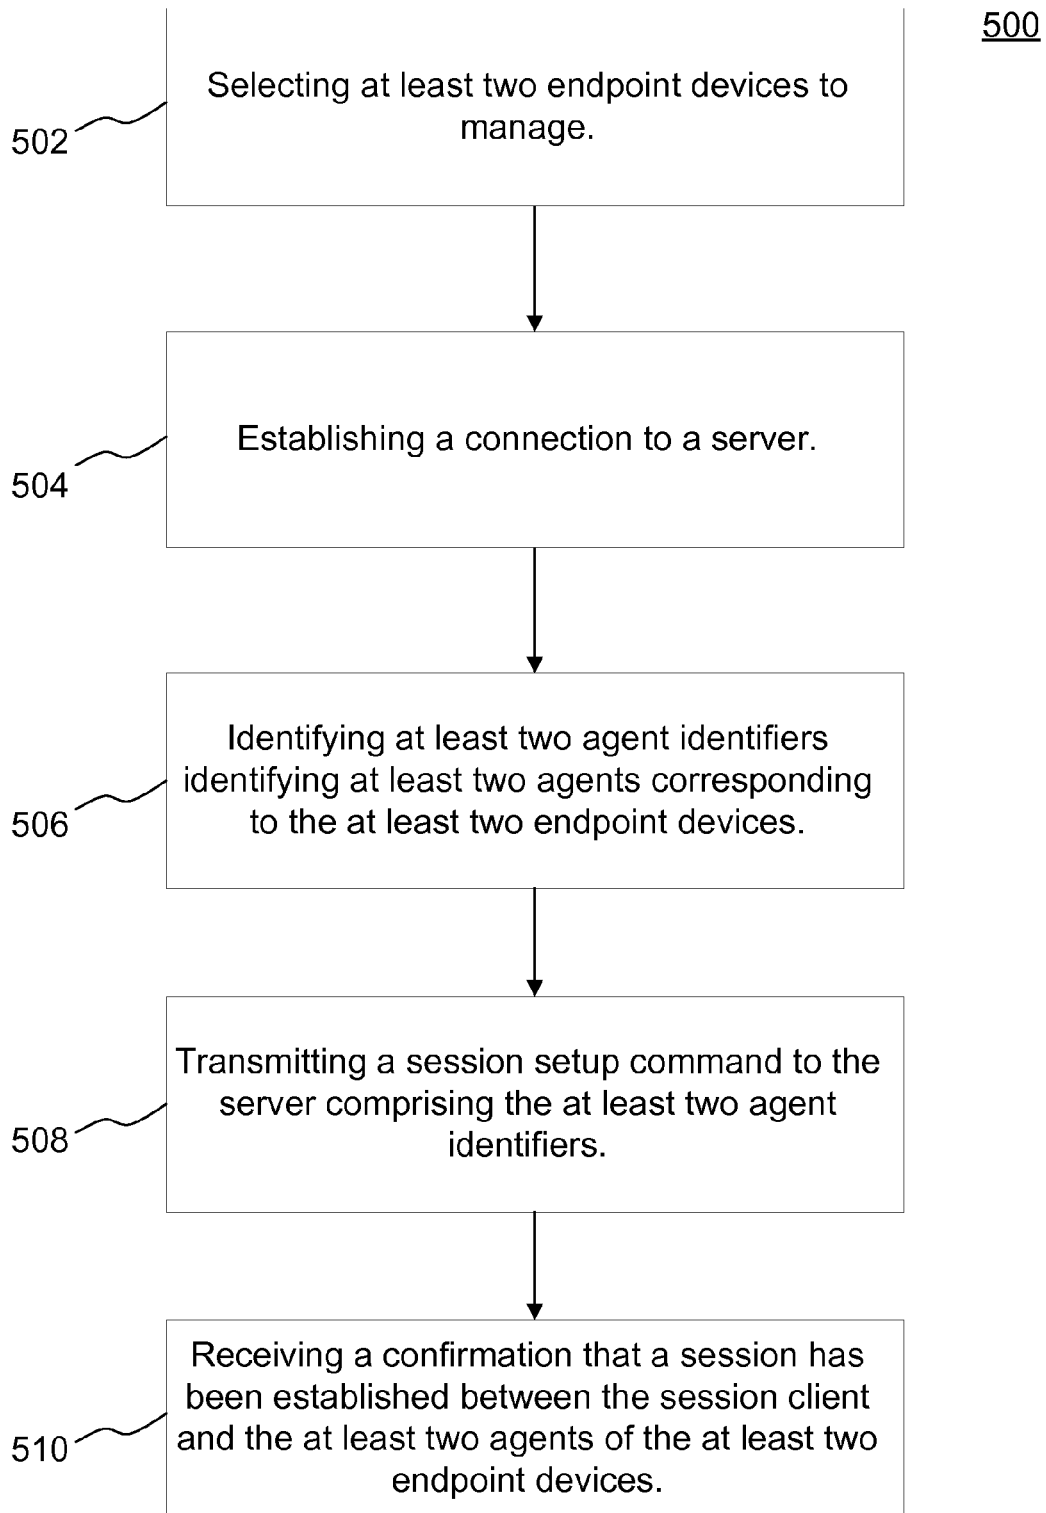 500
Selecting at least two endpoint devices to
manage.
502
Establishing a connection to a server.
504
Identifying at least two agent identifiers
identifying at least two agents corresponding
to the at least two endpoint devices.
506
Transmitting a session setup command to the
server comprising the at least two agent
identifiers.
508
Receiving a confirmation that a session has
been established between the session client
and the at least two agents of the at least two
endpoint devices.
510